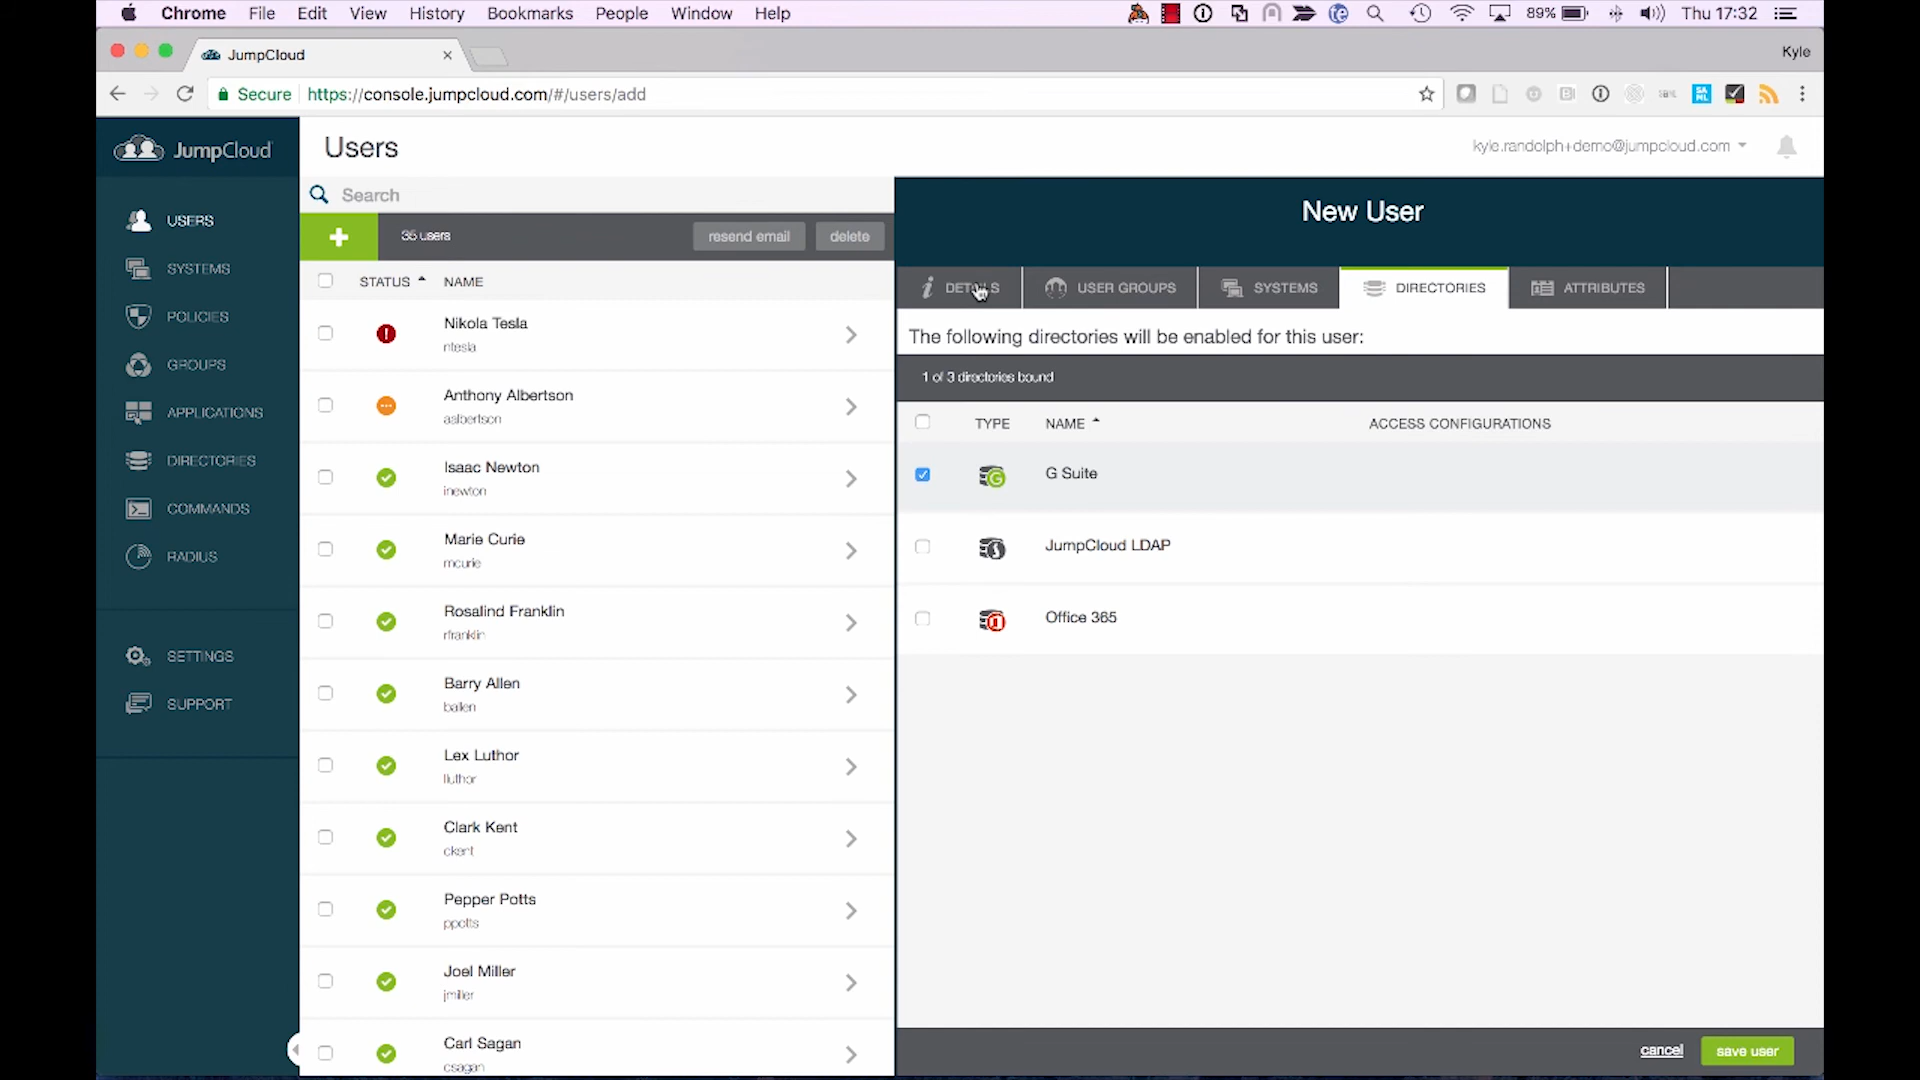 Chrome File Edit View History Bookmarks People Window Help 89% Thu 17:32
JumpCloud Kyle
Secure https://console.jumpcloud.com/#/users/add
JumpCloud Users kyle.randolph+demo@jumpcloud.com
Search
New User
35 users resend email delete
STATUS NAME
USERS
SYSTEMS
POLICIES
GROUPS
APPLICATIONS
DIRECTORIES
COMMANDS
RADIUS
SETTINGS
SUPPORT
Nikola Tesla
ntesla
Anthony Albertson
aalbertson
Isaac Newton
inewton
Marie Curie
mcurie
Rosalind Franklin
rfranklin
Barry Allen
ballen
Lex Luthor
lluthor
Clark Kent
ckent
Pepper Potts
ppotts
Joel Miller
jmiller
Carl Sagan
csagan
DETAILS USER GROUPS SYSTEMS DIRECTORIES ATTRIBUTES
The following directories will be enabled for this user:
1 of 3 directories bound
TYPE NAME ACCESS CONFIGURATIONS
G Suite
JumpCloud LDAP
Office 365
cancel save user